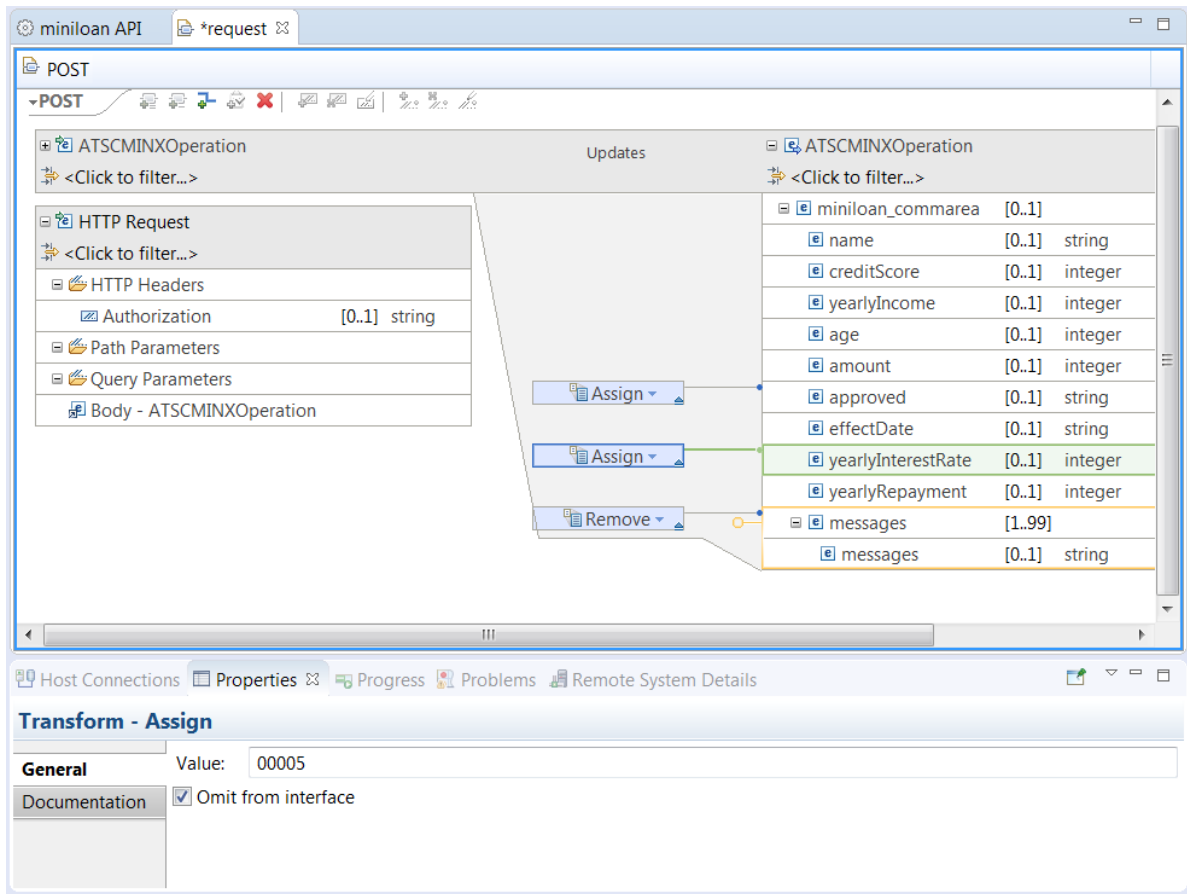 miniloan API *request
POST
POST
ATSCMINXOperation
<Click to filter...>
Updates
ATSCMINXOperation
<Click to filter...>
HTTP Request
<Click to filter...>
HTTP Headers
Authorization [0..1] string
Path Parameters
Query Parameters
Body - ATSCMINXOperation
Assign
Assign
Remove
miniloan_commarea [0..1]
name [0..1] string
creditScore [0..1] integer
yearlyIncome [0..1] integer
age [0..1] integer
amount [0..1] integer
approved [0..1] string
effectDate [0..1] string
yearlyInterestRate [0..1] integer
yearlyRepayment [0..1] integer
messages [1..99]
messages [0..1] string
Host Connections Properties Progress Problems Remote System Details
Transform - Assign
General
Documentation
Value: 00005
Omit from interface